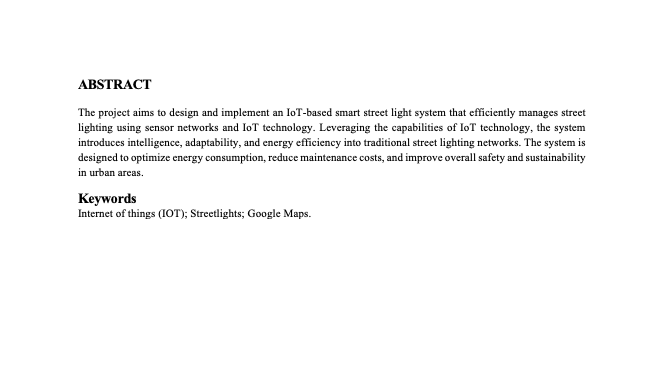 ABSTRACT
The project aims to design and implement an IoT-based smart street light system that efficiently manages street
lighting using sensor networks and IoT technology. Leveraging the capabilities of IoT technology, the system
introduces intelligence, adaptability, and energy efficiency into traditional street lighting networks. The system is
designed to optimize energy consumption, reduce maintenance costs, and improve overall safety and sustainability
in urban areas.
Keywords
Internet of things (IOT); Streetlights; Google Maps.